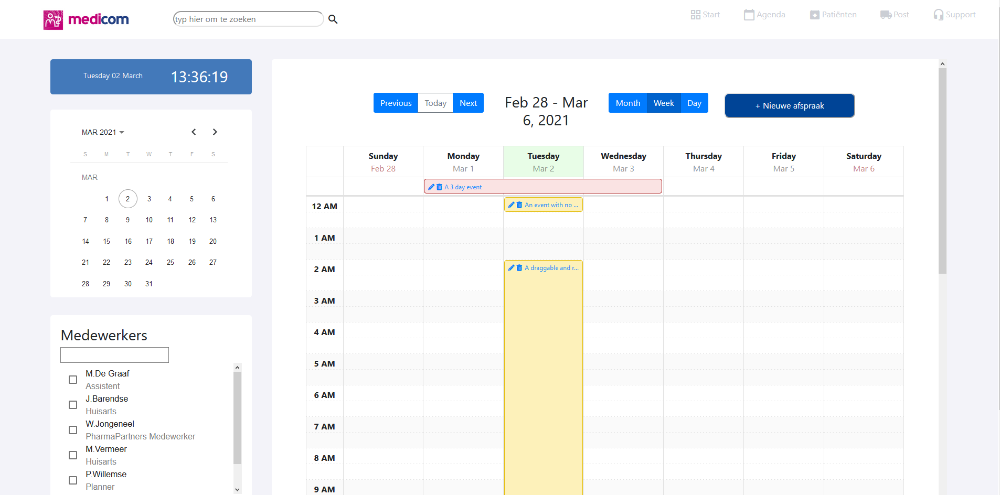 medicom
typ hier om te zoeken
Start
Agenda
Patiënten
Post
Support
Tuesday 02 March
13:36:19
MAR 2021
S M T W T F S
MAR
1 2 3 4 5 6
7 8 9 10 11 12 13
14 15 16 17 18 19 20
21 22 23 24 25 26 27
28 29 30 31
Medewerkers
M.De Graaf
Assistent
J.Barendse
Huisarts
W.Jongeneel
PharmaPartners Medewerker
M.Vermeer
Huisarts
P.Willemse
Planner
Previous Today Next
Feb 28 - Mar
6, 2021
Month Week Day
+ Nieuwe afspraak
Sunday Monday Tuesday Wednesday Thursday Friday Saturday
Feb 28 Mar 1 Mar 2 Mar 3 Mar 4 Mar 5 Mar 6
A 3 day event
12 AM
An event with no ...
1 AM
2 AM
A draggable and r...
3 AM
4 AM
5 AM
6 AM
7 AM
8 AM
9 AM